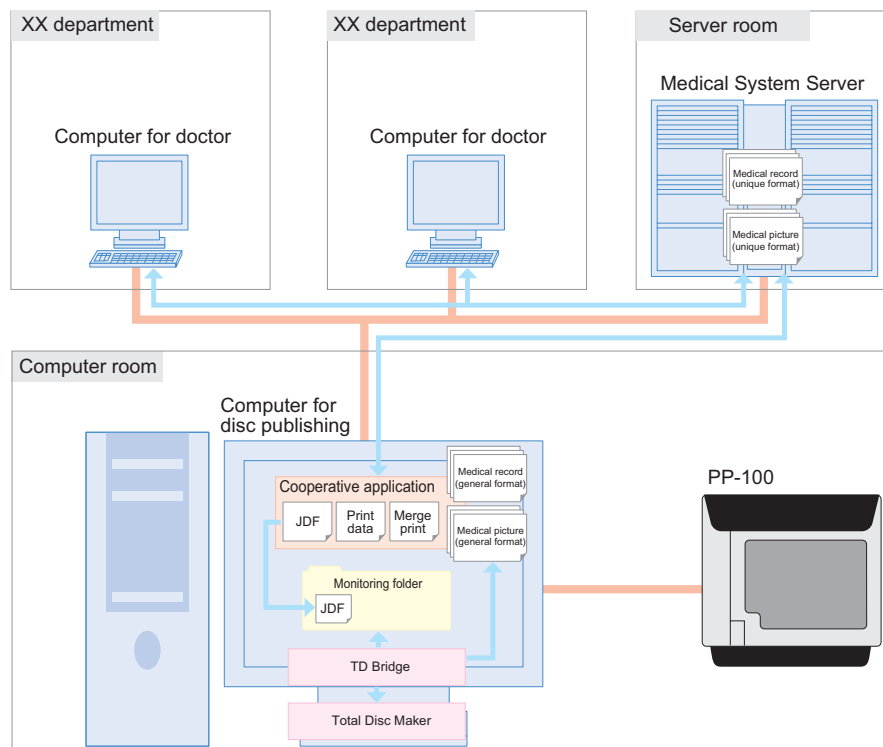 XX department
XX department
Server room
Medical System Server
Computer for doctor
Computer for doctor
Medical record
(unique format)
Medical picture
(unique format)
Computer room
Computer for
disc publishing
Medical record
(general format)
Cooperative application
JDF
Print
data
Merge
print
Medical picture
(general format)
PP-100
Monitoring folder
JDF
TD Bridge
Total Disc Maker